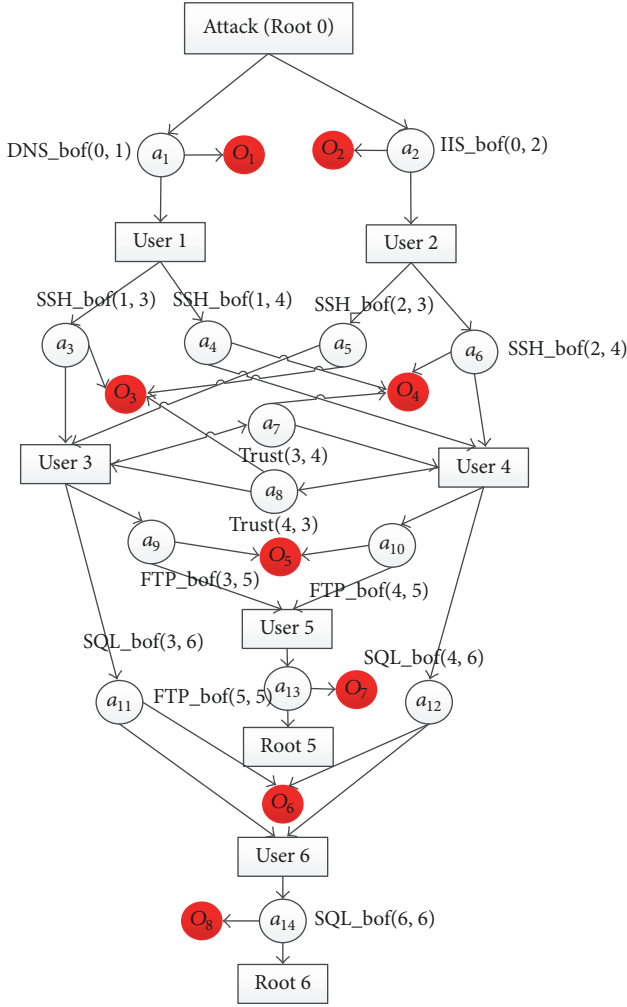 Attack (Root 0)
DNS_bof(0, 1)
a1
O1
O2
a2
IIS_bof(0, 2)
User 1
User 2
SSH_bof(1, 3)
SSH_bof(1, 4)
SSH_bof(2, 3)
a3
a4
a5
a6
SSH_bof(2, 4)
O3
O4
a7
Trust(3, 4)
User 3
User 4
a8
Trust(4, 3)
a9
O5
a10
FTP_bof(3, 5)
FTP_bof(4, 5)
User 5
SQL_bof(3, 6)
SQL_bof(4, 6)
a11
FTP_bof(5, 5)
a13
O7
a12
Root 5
O6
User 6
O8
a14
SQL_bof(6, 6)
Root 6